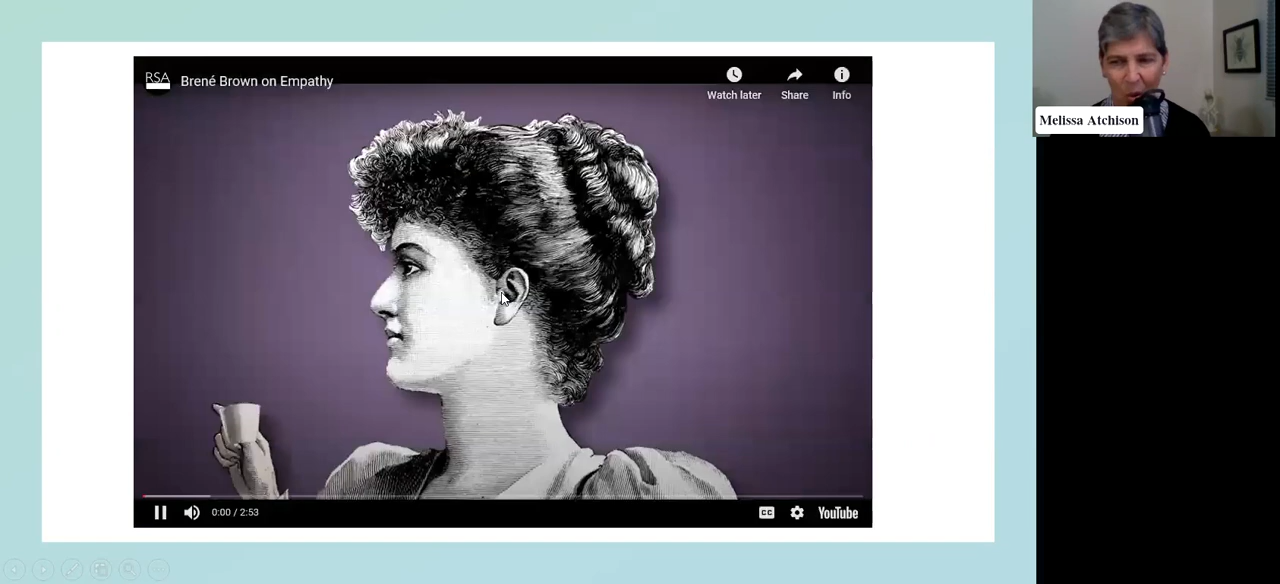 RSA
Brené Brown on Empathy
Watch later
Share
Info
Melissa Atchison
0:00 / 2:53
CC
YouTube